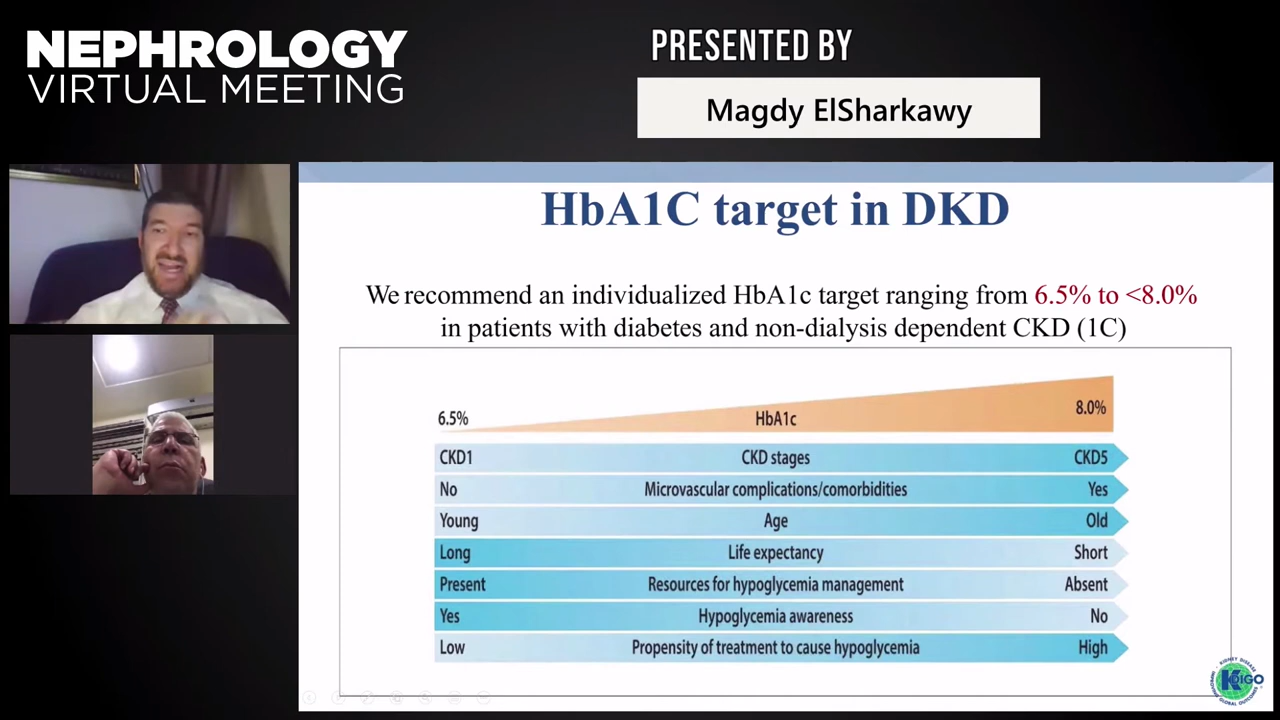 NEPHROLOGY
VIRTUAL MEETING
PRESENTED BY
Magdy ElSharkawy
HbA1C target in DKD
We recommend an individualized HbA1c target ranging from 6.5% to <8.0%
in patients with diabetes and non-dialysis dependent CKD (1C)
6.5% HbA1c 8.0%
CKD1 CKD stages CKD5
No Microvascular complications/comorbidities Yes
Young Age Old
Long Life expectancy Short
Present Resources for hypoglycemia management Absent
Yes Hypoglycemia awareness No
Low Propensity of treatment to cause hypoglycemia High
KDIGO